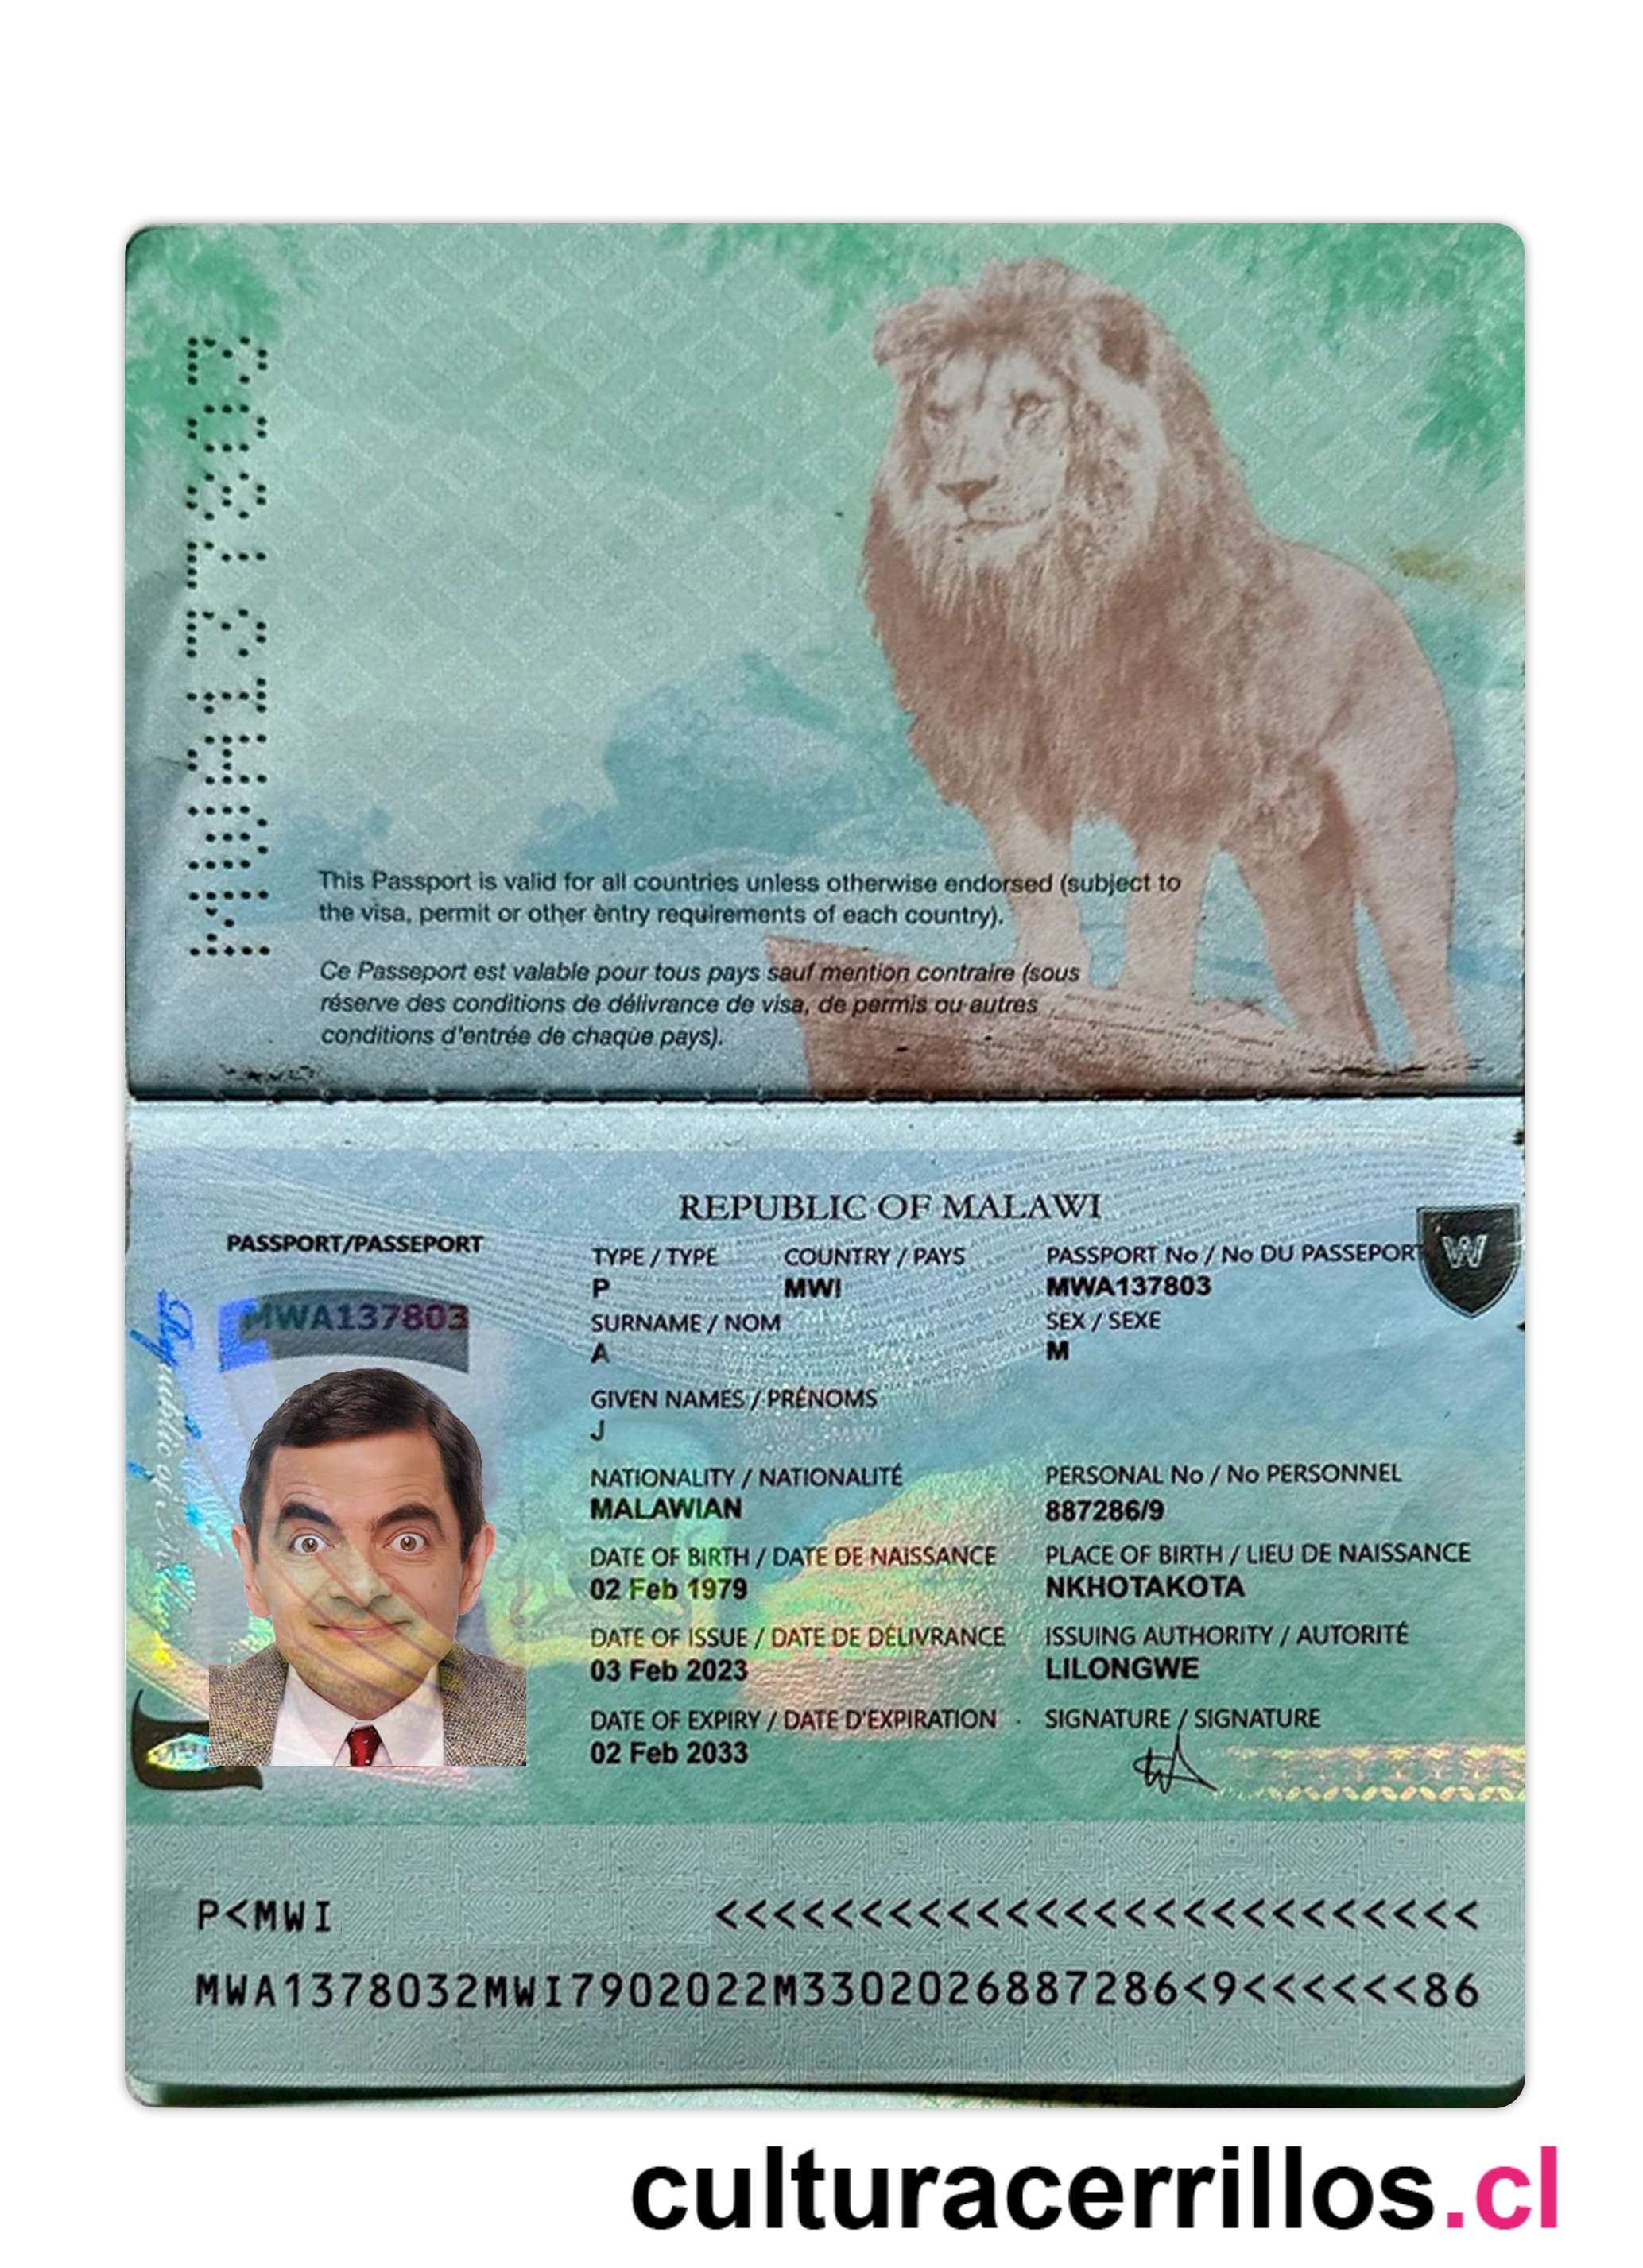 MWA137803
This Passport is valid for all countries unless otherwise endorsed (subject to
the visa, permit or other entry requirements of each country).
Ce Passeport est valable pour tous pays sauf mention contraire (sous
réserve des conditions de délivrance de visa, de permis ou autres
conditions d'entrée de chaque pays).
REPUBLIC OF MALAWI
PASSPORT/PASSEPORT
TYPE / TYPE COUNTRY / PAYS PASSPORT No / No DU PASSEPORT
P MWI MWA137803
MWA137803
SURNAME / NOM SEX / SEXE
A M
GIVEN NAMES / PRÉNOMS
J
NATIONALITY / NATIONALITÉ PERSONAL No / No PERSONNEL
MALAWIAN 887286/9
DATE OF BIRTH / DATE DE NAISSANCE PLACE OF BIRTH / LIEU DE NAISSANCE
02 Feb 1979 NKHOTAKOTA
DATE OF ISSUE / DATE DE DÉLIVRANCE ISSUING AUTHORITY / AUTORITÉ
03 Feb 2023 LILONGWE
DATE OF EXPIRY / DATE D'EXPIRATION SIGNATURE / SIGNATURE
02 Feb 2033
P<MWI <<<<<<<<<<<<<<<<<<<<<<<<<<<
MWA1378032MWI7902022M3302026887286<9<<<<<<86
culturacerrillos.cl